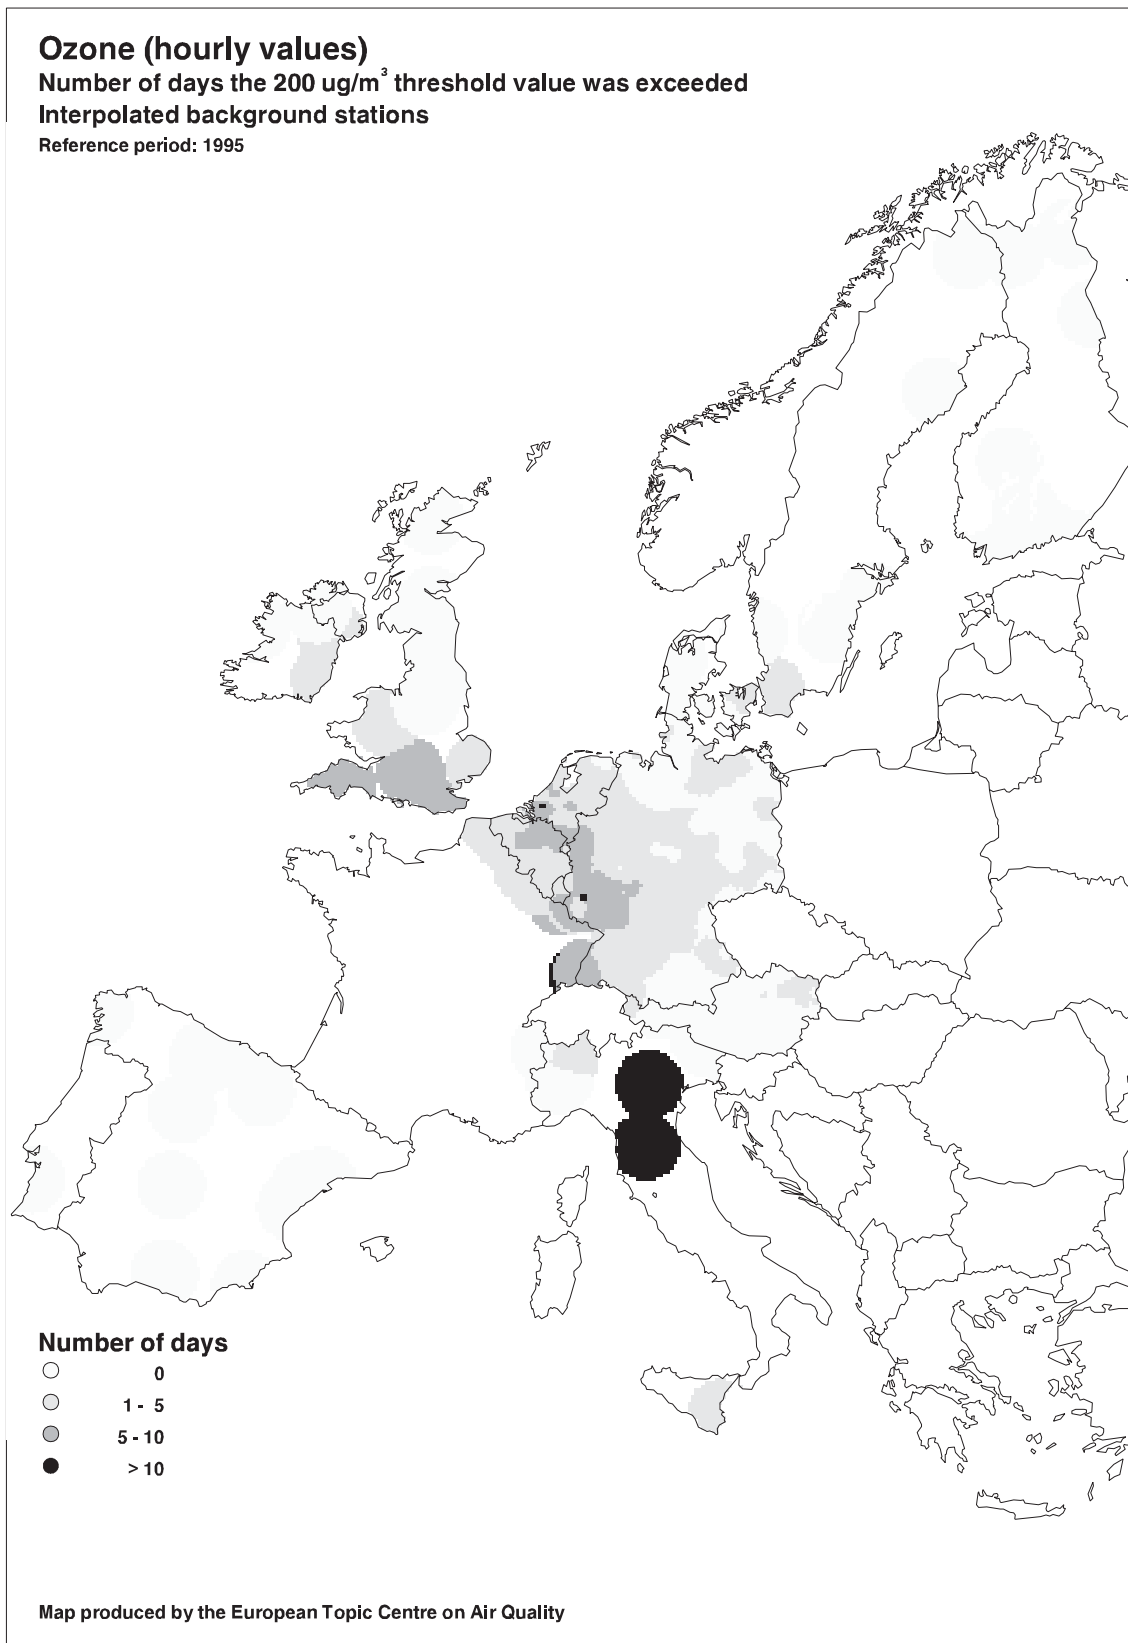 Ozone (hourly values)
Number of days the 200 ug/m³ threshold value was exceeded
Interpolated background stations
Reference period: 1995
Number of days
0
1 - 5
5 - 10
> 10
Map produced by the European Topic Centre on Air Quality